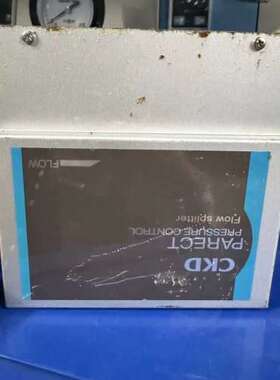 CKD
PARECT
PRESSURE CONTROL
Flow splitter
FLOW